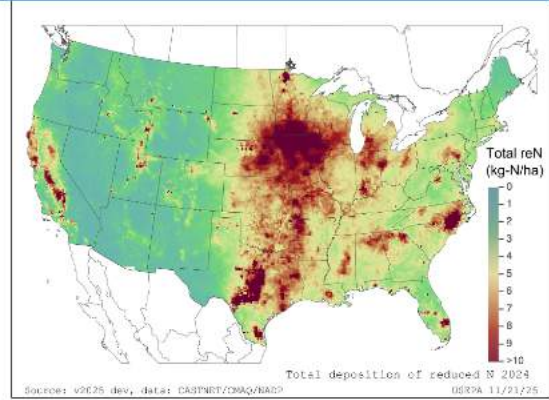 Total reN
(kg-N/ha)
0
1
2
3
4
5
6
7
8
9
>10
Total deposition of reduced N 2024
Source: v2025 dev, data: CASTNET/CMAQ/NADP
USEPA 11/21/25